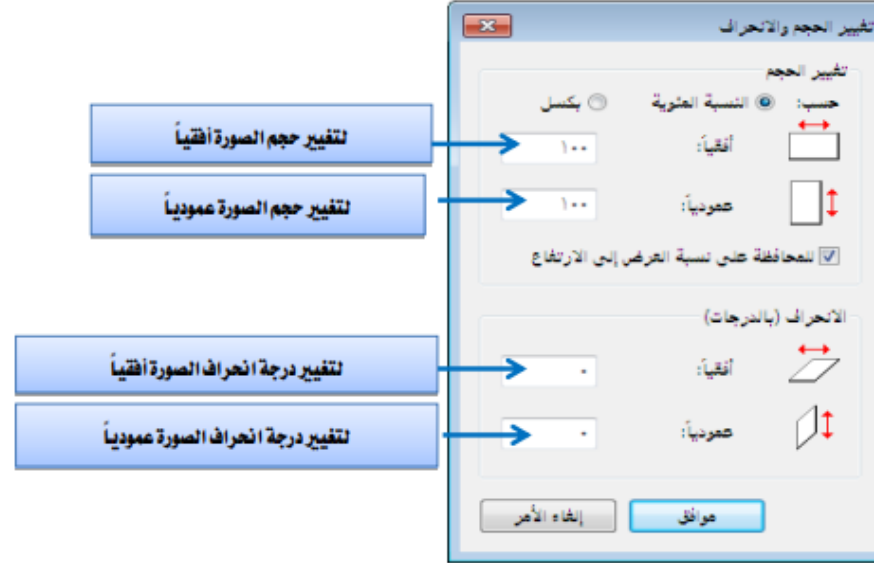 تغيير الحجم والانحراف
تغيير الحجم
حسب: النسبة المئوية بكسل
أفقياً: ١٠٠
لتغيير حجم الصورة أفقياً
عمودياً: ١٠٠
لتغيير حجم الصورة عمودياً
للمحافظة على نسبة العرض إلى الارتفاع
الانحراف (بالدرجات)
أفقياً: ٠
لتغيير درجة انحراف الصورة أفقياً
عمودياً: ٠
لتغيير درجة انحراف الصورة عمودياً
موافق إلغاء الأمر